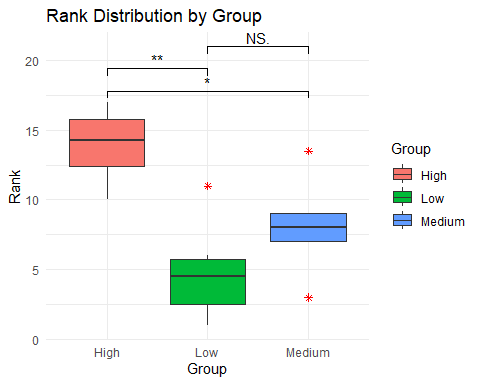 Rank Distribution by Group
NS.
**
*
20
15
10
5
0
Rank
High
Low
Medium
Group
Group
High
Low
Medium